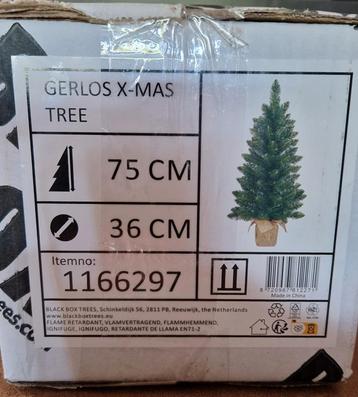 GERLOS X-MAS
TREE
75 CM
36 CM
Itemno:
1166297
Made in China
BLACK BOX TREES, Schinkeldijk 56, 2811 PB, Reeuwijk, the Netherlands
www.blackboxtrees.eu
FLAME RETARDANT, VLAMVERTRAGEND, FLAMMHEMMEND,
IGNIFUGE, IGNIFUGO, RETARDANTE DE LLAMA EN71-2